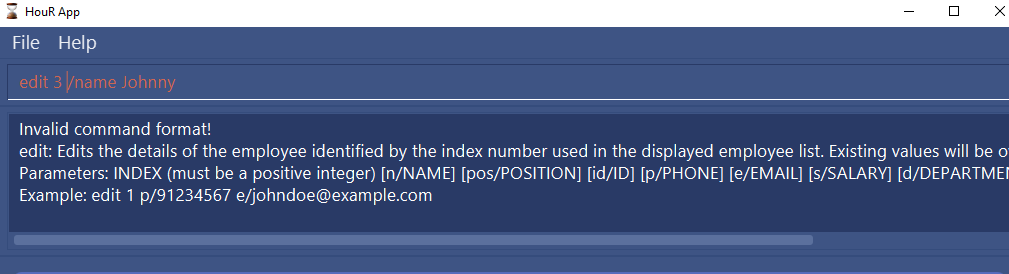 HouR App
File Help
edit 3 /name Johnny
Invalid command format!
edit: Edits the details of the employee identified by the index number used in the displayed employee list. Existing values will be
Parameters: INDEX (must be a positive integer) [n/NAME] [pos/POSITION] [id/ID] [p/PHONE] [e/EMAIL] [s/SALARY] [d/DEPARTMEN
Example: edit 1 p/91234567 e/johndoe@example.com